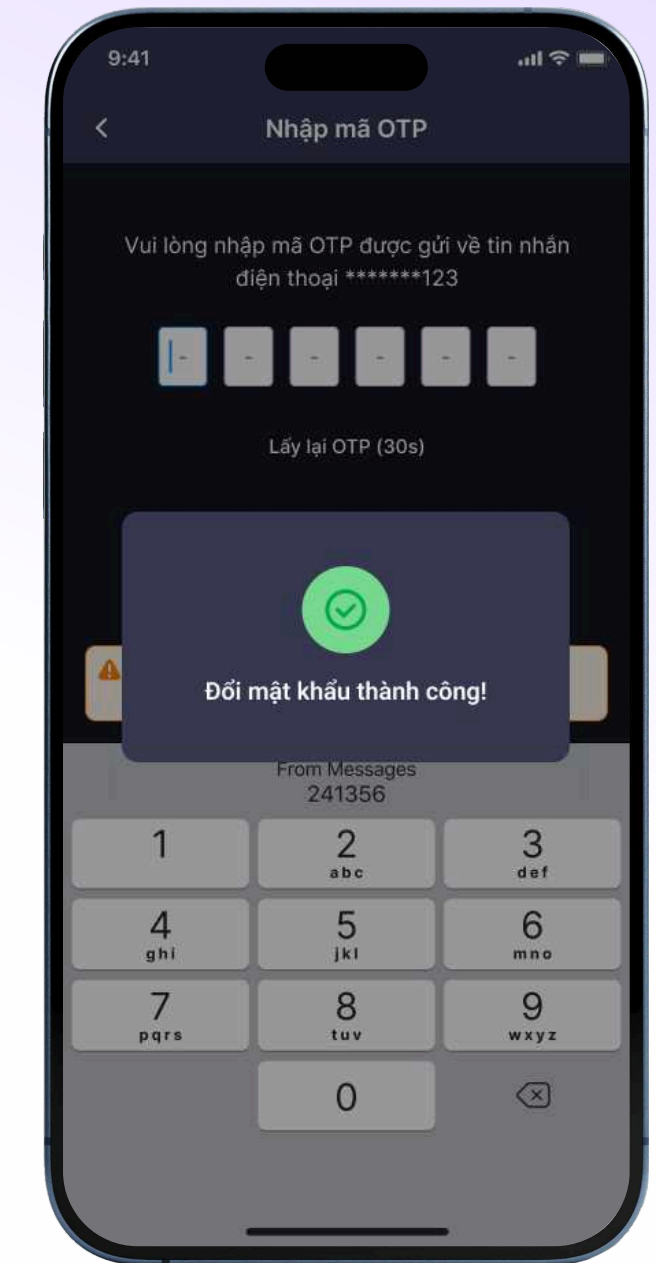 9:41
Nhập mã OTP
Vui lòng nhập mã OTP được gửi về tin nhắn
điện thoại *******123
- - - - - -
Lấy lại OTP (30s)
Đổi mật khẩu thành công!
From Messages
241356
1 2 3
abc def
4 5 6
ghi jkl mno
7 8 9
pqrs tuv wxyz
0